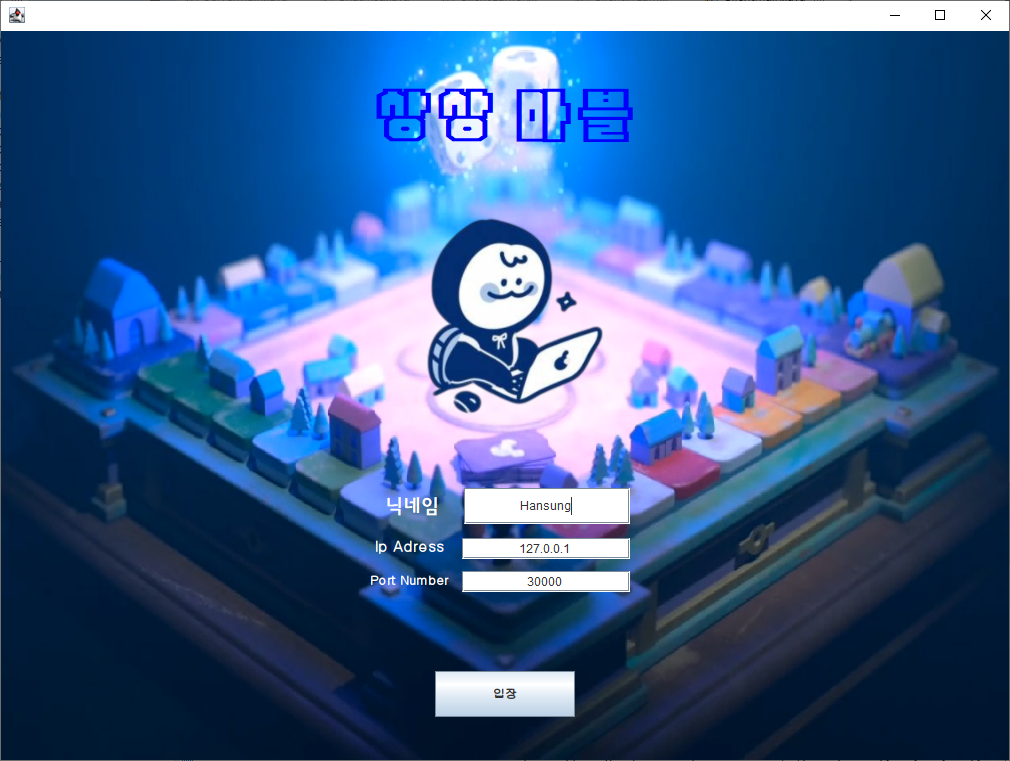 상상 마블
닉네임 Hansung
Ip Adress 127.0.0.1
Port Number 30000
입장